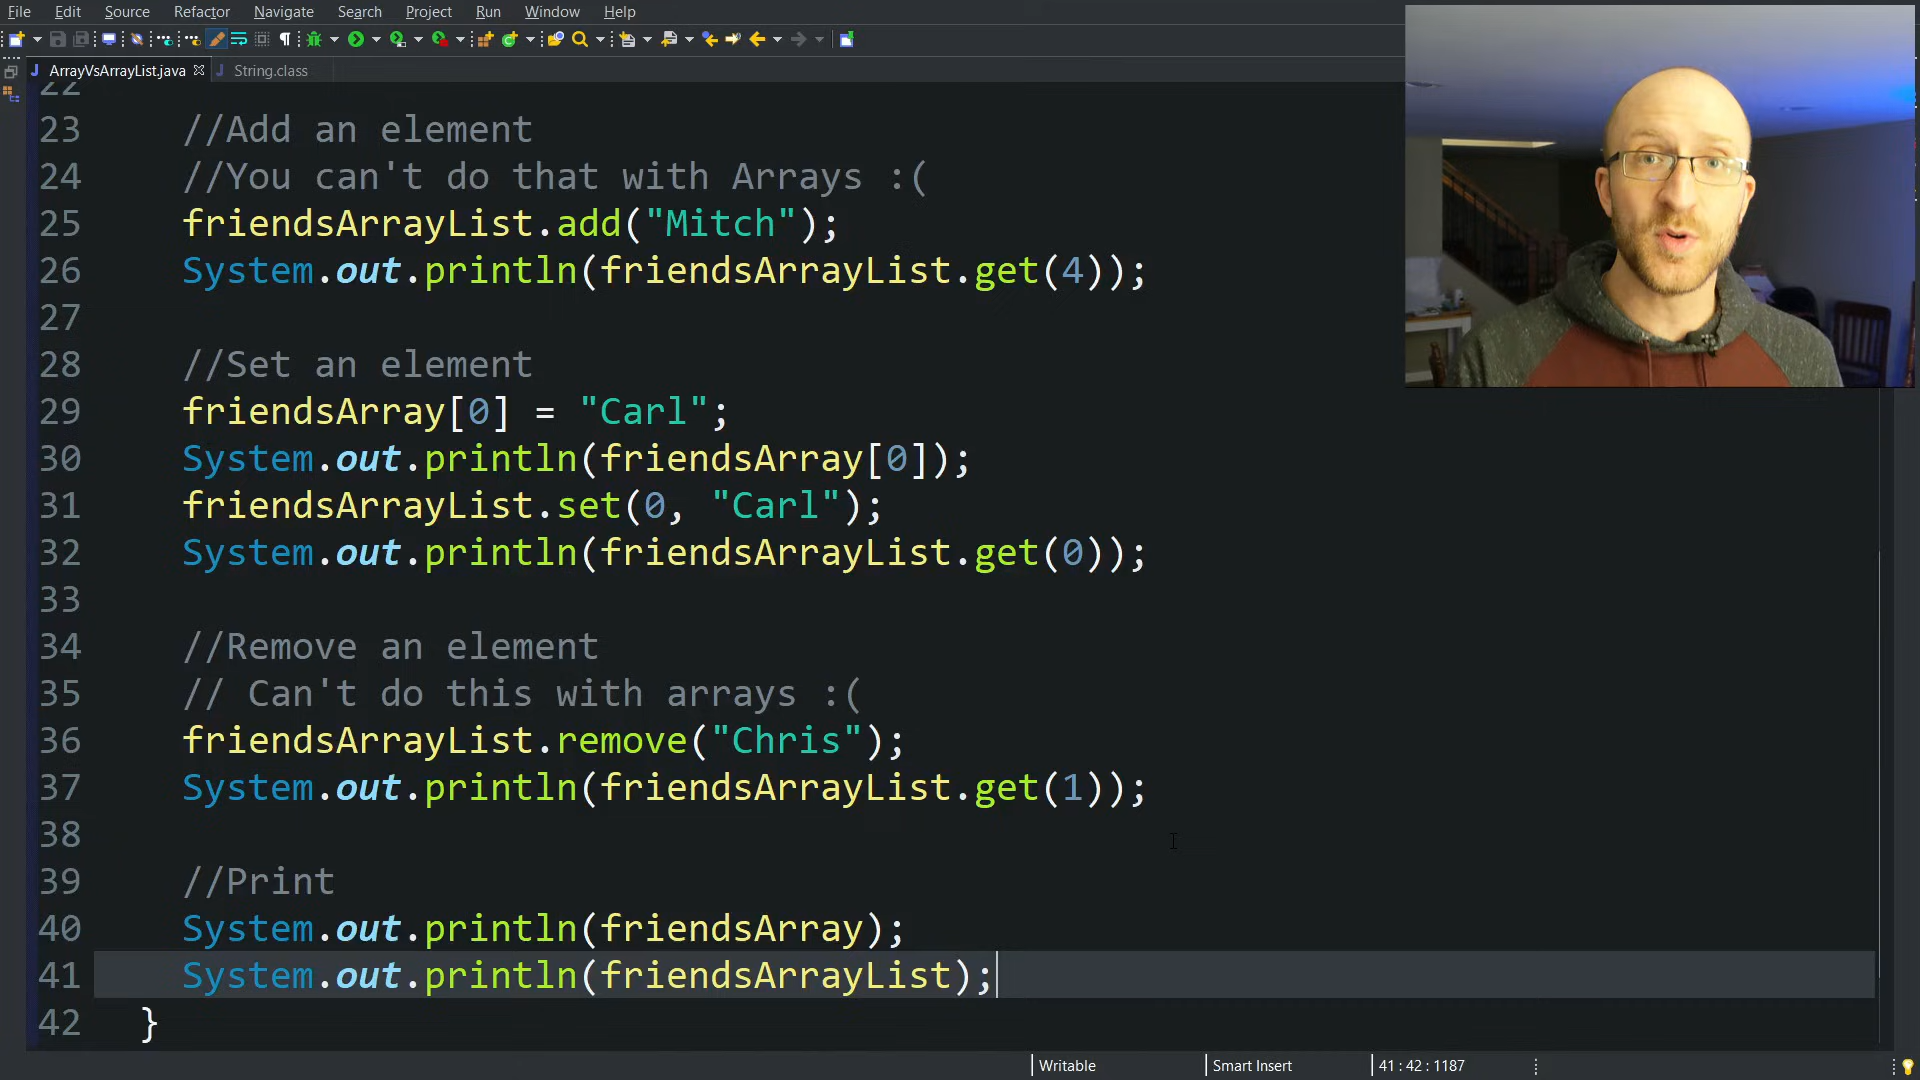 File Edit Source Refactor Navigate Search Project Run Window Help
ArrayVsArrayList.java String.class
22
23 //Add an element
24 //You can't do that with Arrays :(
25 friendsArrayList.add("Mitch");
26 System.out.println(friendsArrayList.get(4));
27
28 //Set an element
29 friendsArray[0] = "Carl";
30 System.out.println(friendsArray[0]);
31 friendsArrayList.set(0, "Carl");
32 System.out.println(friendsArrayList.get(0));
33
34 //Remove an element
35 // Can't do this with arrays :(
36 friendsArrayList.remove("Chris");
37 System.out.println(friendsArrayList.get(1));
38
39 //Print
40 System.out.println(friendsArray);
41 System.out.println(friendsArrayList);
42 }
Writable Smart Insert 41 : 42 : 1187